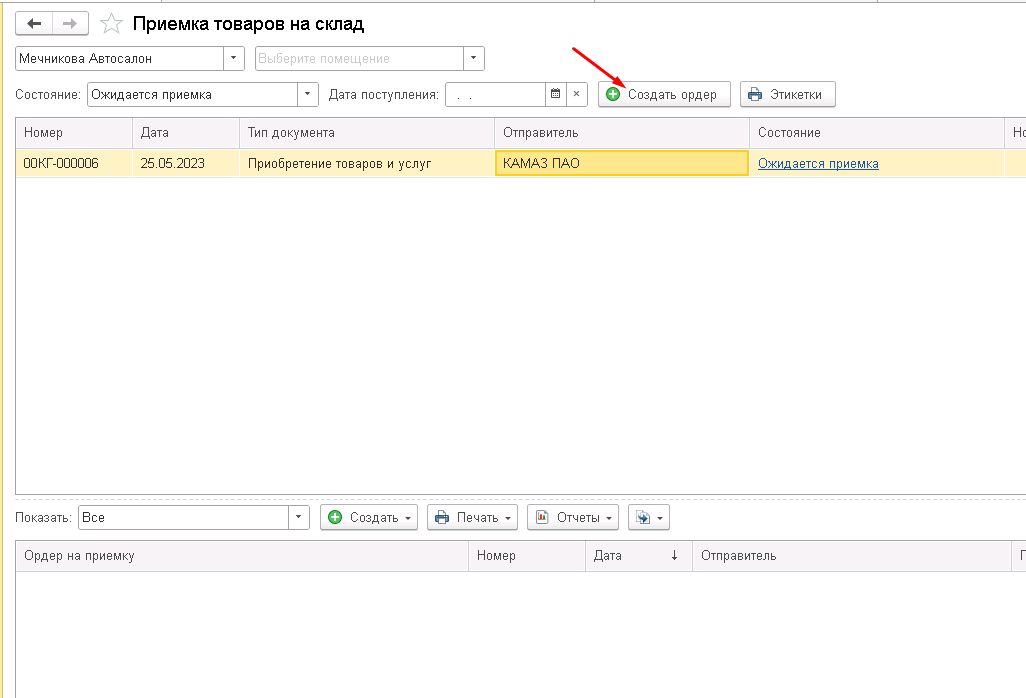 Приемка товаров на склад
Мечникова Автосалон Выберите помещение
Состояние: Ожидается приемка Дата поступления: . . Создать ордер Этикетки
Номер Дата Тип документа Отправитель Состояние Но
00КГ-000006 25.05.2023 Приобретение товаров и услуг КАМАЗ ПАО Ожидается приемка
Показать: Все Создать Печать Отчеты
Ордер на приемку Номер Дата ↓ Отправитель